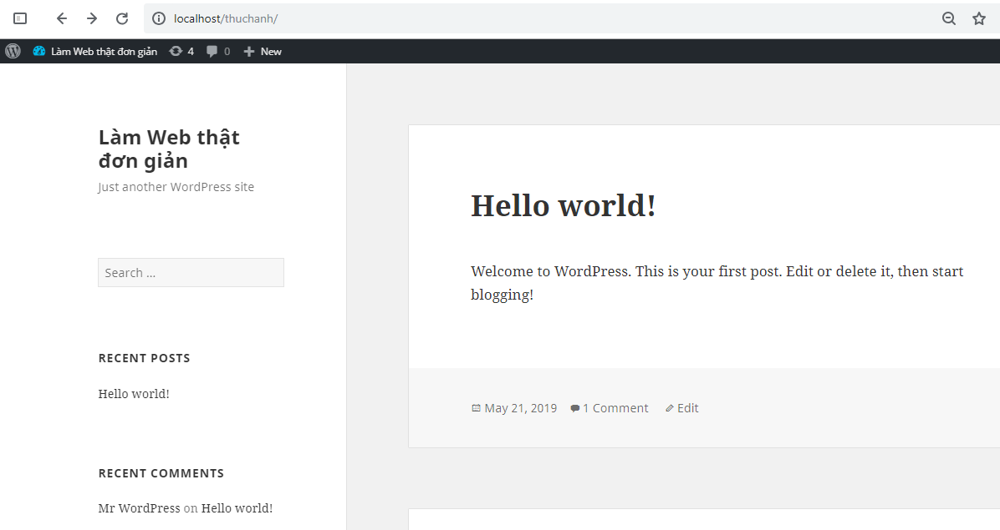 localhost/thuchanh/
Làm Web thật đơn giản 4 0 New
Làm Web thật
đơn giản
Just another WordPress site
Search ...
RECENT POSTS
Hello world!
RECENT COMMENTS
Mr WordPress on Hello world!
Hello world!
Welcome to WordPress. This is your first post. Edit or delete it, then start
blogging!
May 21, 2019 1 Comment Edit